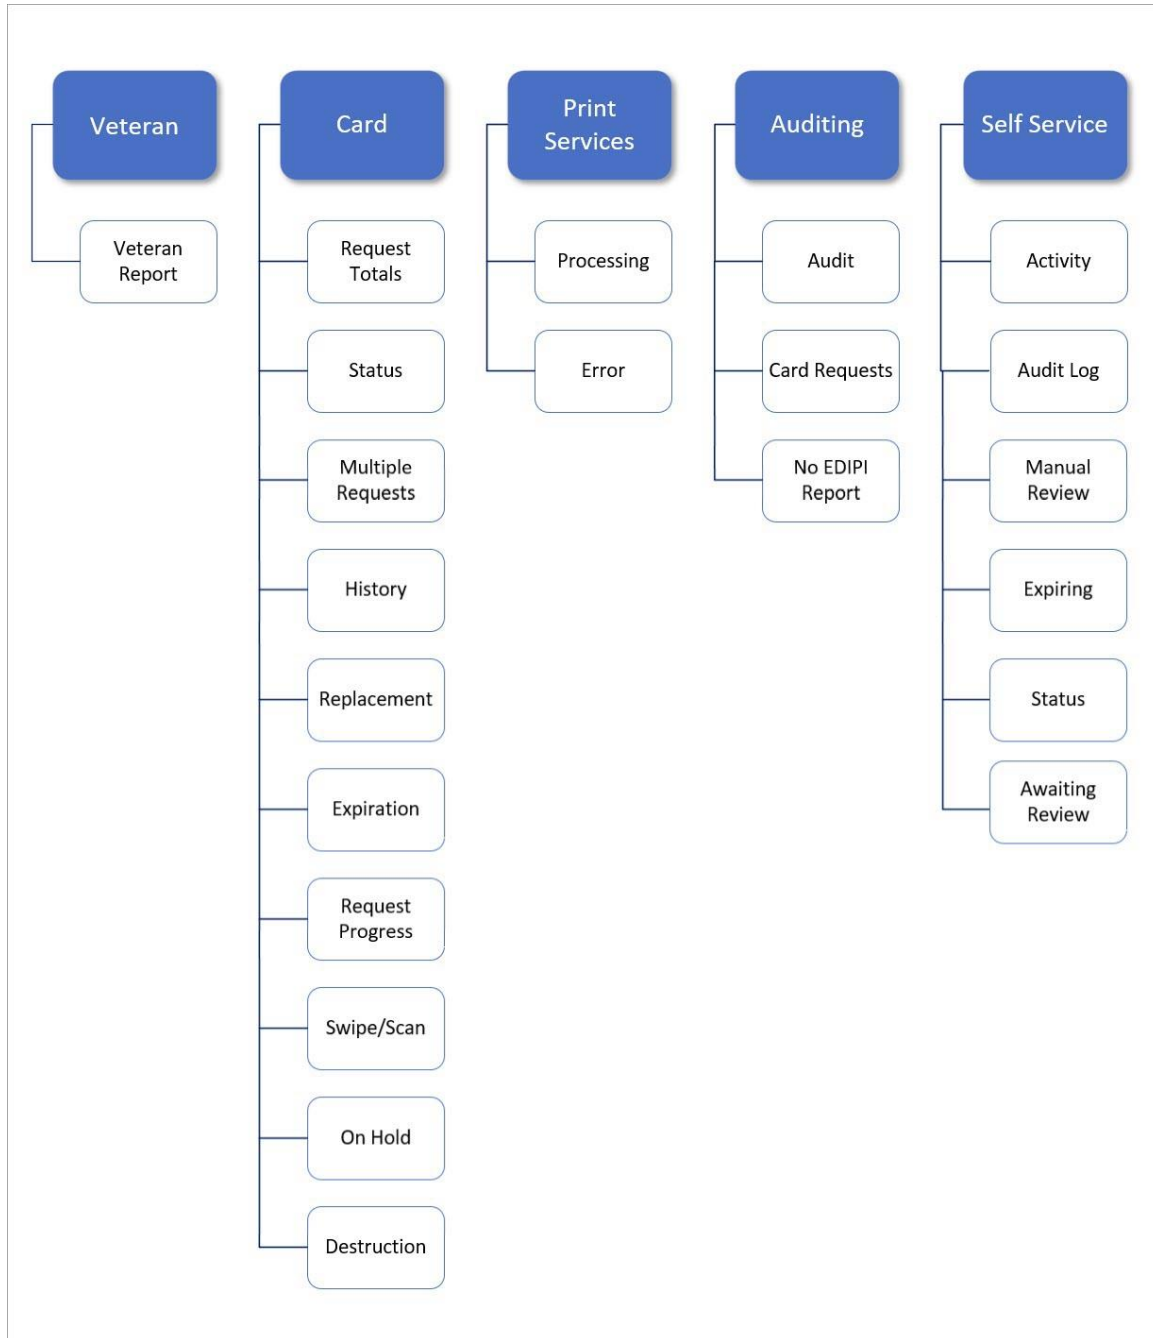 Veteran
Veteran
Report
Card
Request
Totals
Status
Multiple
Requests
History
Replacement
Expiration
Request
Progress
Swipe/Scan
On Hold
Destruction
Print
Services
Processing
Error
Auditing
Audit
Card Requests
No EDIPI
Report
Self Service
Activity
Audit Log
Manual
Review
Expiring
Status
Awaiting
Review